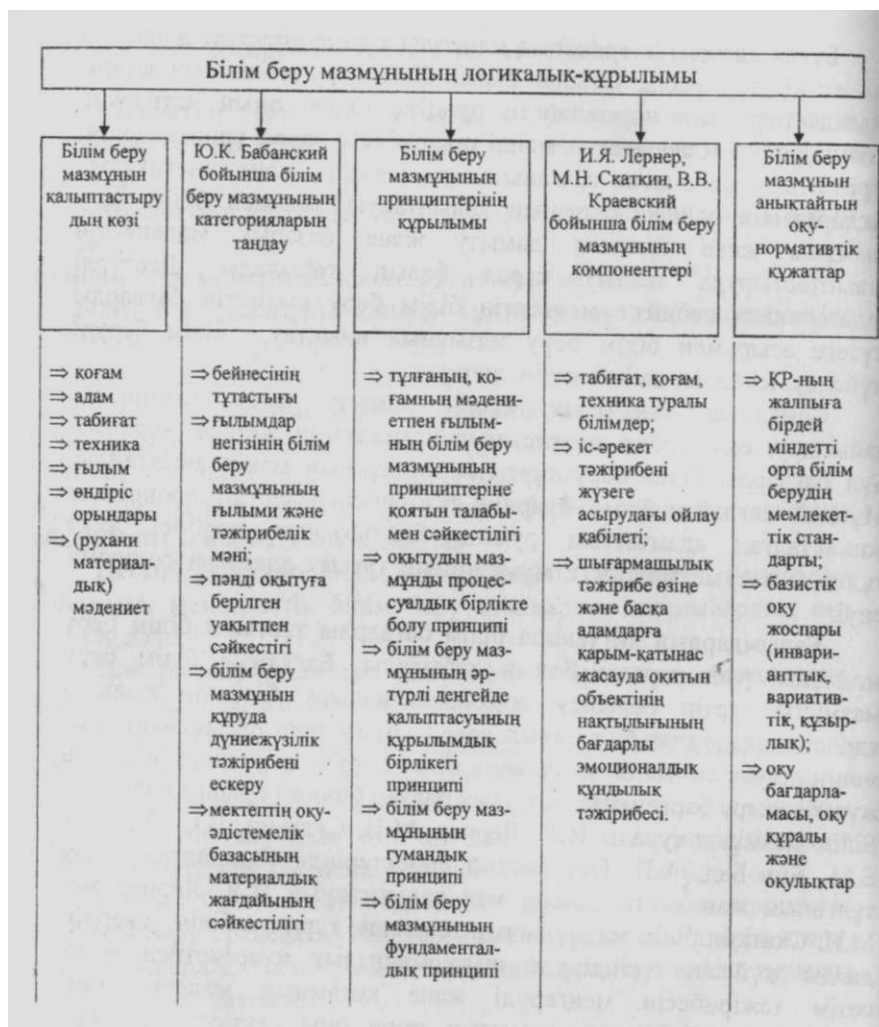 Білім беру мазмұнының логикалық-құрылымы
Білім беру
мазмұнын
калыптастыру
дың көзі
Ю.К. Бабанский
бойынша білім
беру мазмұнының
категорияларын
таңдау
Білім беру
мазмұнының
принциптерінің
құрылымы
И.Я. Лернер,
М.Н. Скаткин, В.В.
Краевский
бойынша білім беру
мазмұнының
компоненттері
Білім беру
мазмұнын
анықтайтын
оқу-
нормативтік
құжаттар
⇒ қоғам
⇒ адам
⇒ табиғат
⇒ техника
⇒ ғылым
⇒ өндіріс
орындары
⇒ (рухани
материал-
дық)
мәдениет
⇒ бейнесінің
тұтастығы
⇒ ғылымдар
негізінің білім
беру
мазмұнының
ғылыми және
тәжірибелік
мәні;
⇒ пәнді оқытуға
берілген
уақытпен
сәйкестігі
⇒ білім беру
мазмұнын
құруда
дүниежүзілік
тәжірибені
ескеру
⇒ мектептің оқу-
әдістемелік
базасының
материалдық
жағдайының
сәйкестілігі
⇒ тұлғаның, қо-
ғамның мәдени-
етпен ғылым-
ның білім беру
мазмұнының
принциптеріне
қоятын талабы-
мен сәйкестілігі
⇒ оқытудың маз-
мұнды процес-
суалдық бірлікте
болу принципі
⇒ білім беру маз-
мұнының әр-
түрлі деңгейде
қалыптасуының
құрылымдық
бірлікегі
принципі
⇒ білім беру маз-
мұнының
гумандық
принципі
⇒ білім беру
мазмұнының
фундаментал-
дық принципі
⇒ табиғат, қоғам,
техника туралы
білімдер;
⇒ іс-әрекет
тәжірибені
жүзеге
асырудағы ойлау
қабілеті;
⇒ шығармашылық
тәжірибе өзіңе
және басқа
адамдарға
қарым-қатынас
жасауда оқитын
объектінің
нақтылығының
бағдарлы
эмоционалдық
құндылық
тәжірибесі.
⇒ ҚР-ның
жалпыға
бірдей
міндетті
орта білім
берудің
мемлекет-
тік стан-
дарты;
⇒ базистік
оқу
жоспары
(инвари-
анттық,
вариатив-
тік, құзыр-
лық);
⇒ оқу
бағдарла-
масы, оқу
құралы
және
оқулықтар